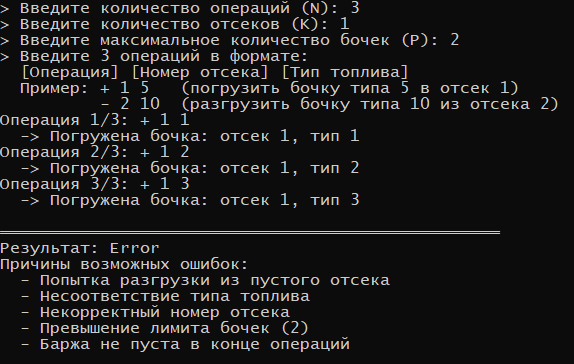 > Введите количество операций (N): 3
> Введите количество отсеков (K): 1
> Введите максимальное количество бочек (P): 2
> Введите 3 операций в формате:
  [Операция] [Номер отсека] [Тип топлива]
  Пример: + 1 5   (погрузить бочку типа 5 в отсек 1)
          - 2 10  (разгрузить бочку типа 10 из отсека 2)
Операция 1/3: + 1 1
  -> Погружена бочка: отсек 1, тип 1
Операция 2/3: + 1 2
  -> Погружена бочка: отсек 1, тип 2
Операция 3/3: + 1 3
  -> Погружена бочка: отсек 1, тип 3
Результат: Error
Причины возможных ошибок:
  - Попытка разгрузки из пустого отсека
  - Несоответствие типа топлива
  - Некорректный номер отсека
  - Превышение лимита бочек (2)
  - Баржа не пуста в конце операций